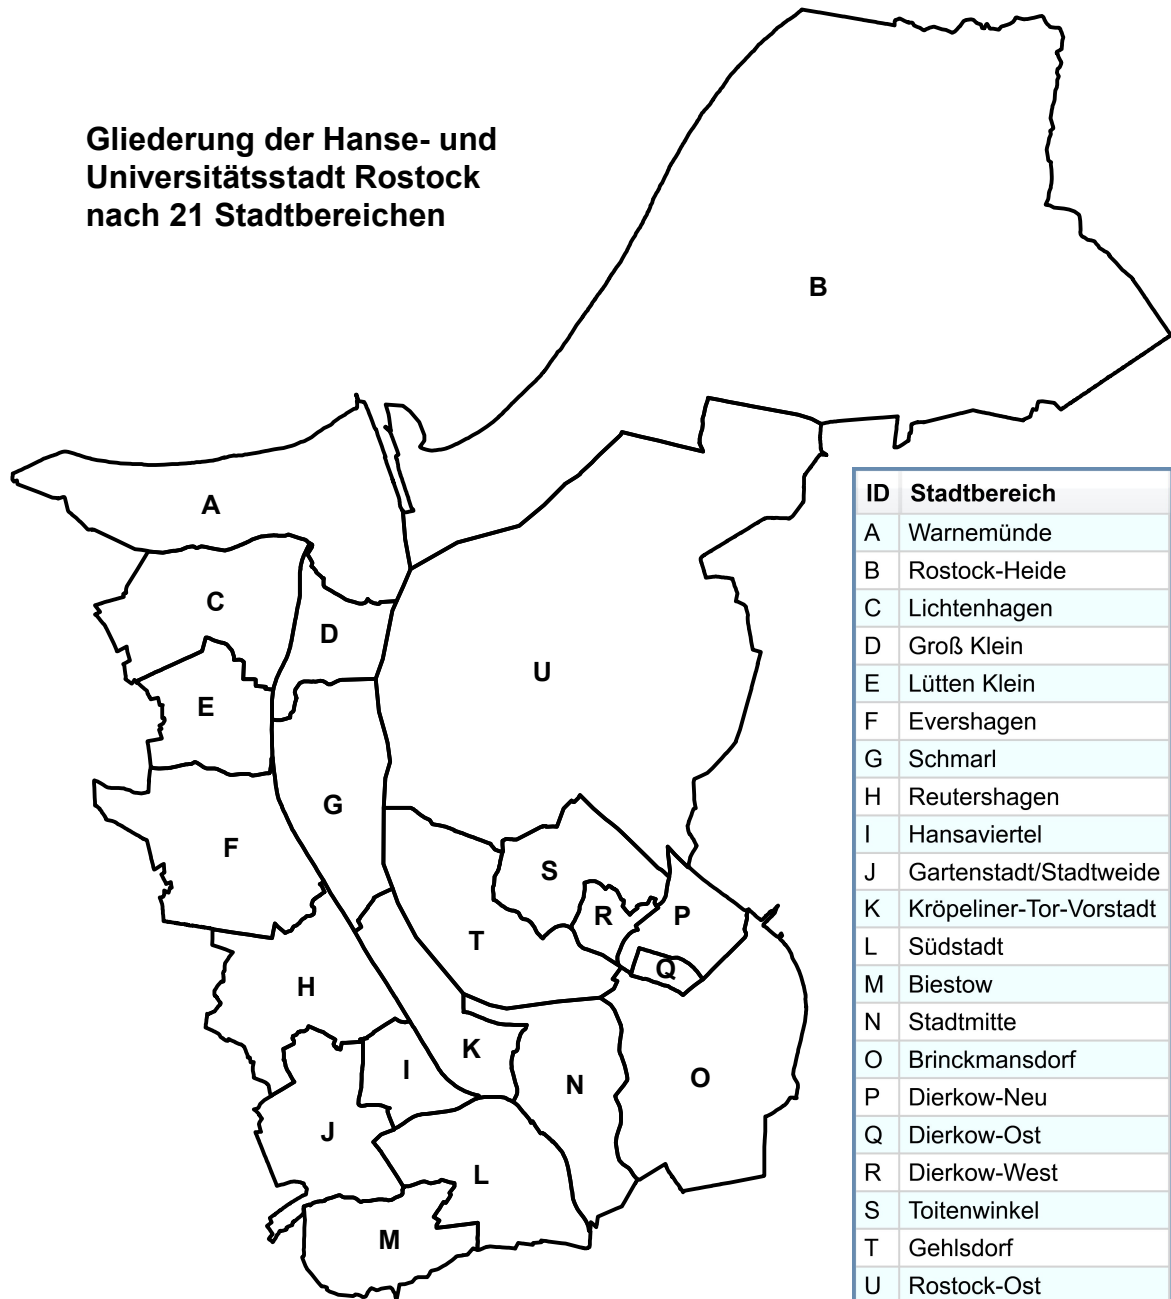 Gliederung der Hanse- und
Universitätsstadt Rostock
nach 21 Stadtbereichen
B
A
C
D
U
E
G
F
S
R
P
T
Q
H
K
I
N
O
J
L
M
ID Stadtbereich
A Warnemünde
B Rostock-Heide
C Lichtenhagen
D Groß Klein
E Lütten Klein
F Evershagen
G Schmarl
H Reutershagen
I Hansaviertel
J Gartenstadt/Stadtweide
K Kröpeliner-Tor-Vorstadt
L Südstadt
M Biestow
N Stadtmitte
O Brinckmansdorf
P Dierkow-Neu
Q Dierkow-Ost
R Dierkow-West
S Toitenwinkel
T Gehlsdorf
U Rostock-Ost